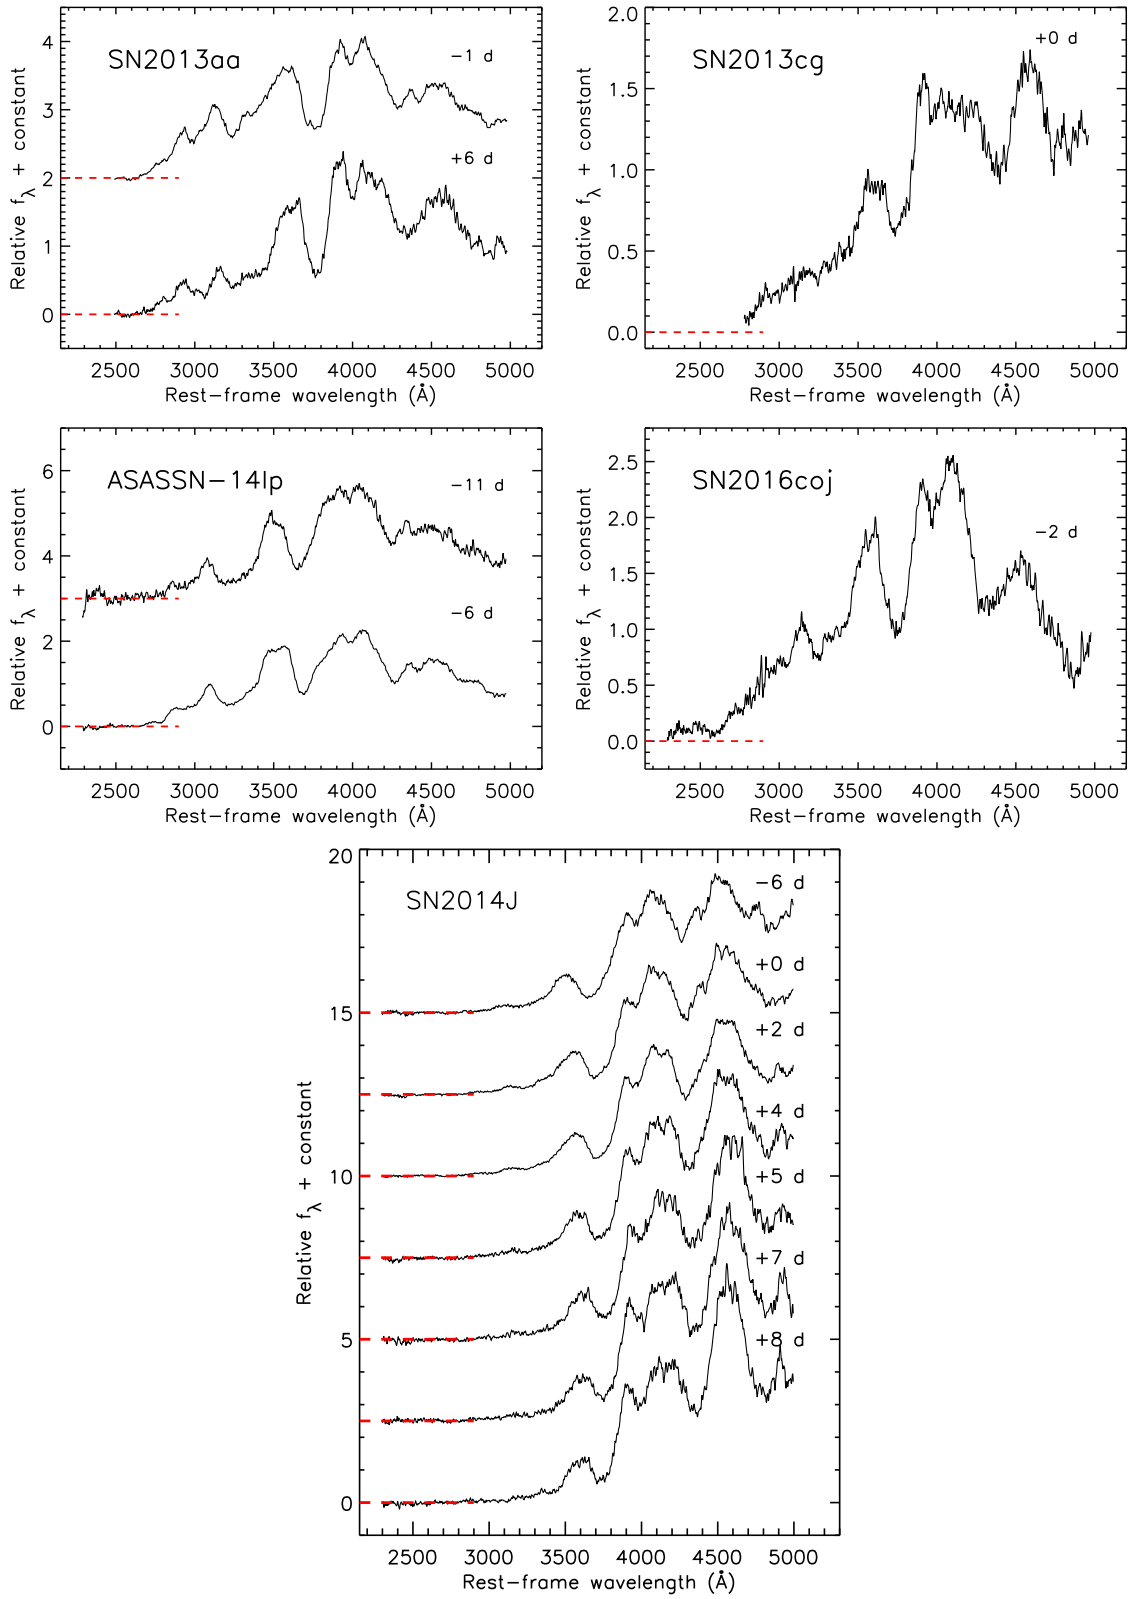 SN2013aa
−1 d
+6 d
4
3
2
1
0
Relative fλ + constant
2500 3000 3500 4000 4500 5000
Rest−frame wavelength (Å)
SN2013cg
+0 d
2.0
1.5
1.0
0.5
0.0
Relative fλ + constant
2500 3000 3500 4000 4500 5000
Rest−frame wavelength (Å)
ASASSN−14lp
−11 d
−6 d
6
4
2
0
Relative fλ + constant
2500 3000 3500 4000 4500 5000
Rest−frame wavelength (Å)
SN2016coj
−2 d
2.5
2.0
1.5
1.0
0.5
0.0
Relative fλ + constant
2500 3000 3500 4000 4500 5000
Rest−frame wavelength (Å)
SN2014J
−6 d
+0 d
+2 d
+4 d
+5 d
+7 d
+8 d
20
15
10
5
0
Relative fλ + constant
2500 3000 3500 4000 4500 5000
Rest−frame wavelength (Å)